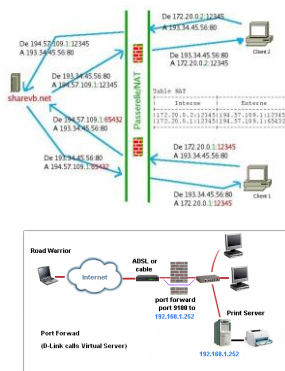 De 172.20.0.2:12345
A 193.34.45.56:80
De 194.57.109.1:12345
A 193.34.45.56:80
De 193.34.45.56:80
A 172.20.0.2:12345
Client 2
De 193.34.45.56:80
A 194.57.109.1:12345
sharevb.net
Passerelle/NAT
Table NAT
Interne
Externe
172.20.0.2:12345|194.57.109.1:12345
172.20.0.1:12345|194.57.109.1:65432
De 194.57.109.1:65432
A 193.34.45.56:80
De 172.20.0.1:12345
A 193.34.45.56:80
De 193.34.45.56:80
A 194.57.109.1:65432
De 193.34.45.56:80
A 172.20.0.1:12345
Client 1
Road Warrior
ADSL or
cable
Internet
port forward
port 9100 to
192.168.1.252
Print Server
Port Forwad
(D-Link calls Virtual Server)
192.168.1.252